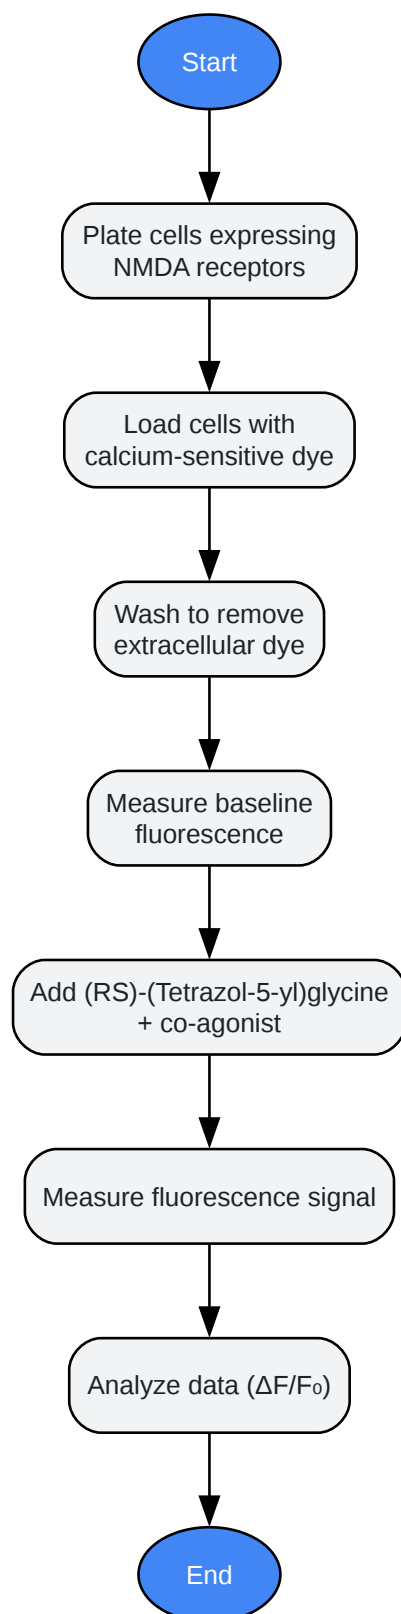 Start
Plate cells expressing
NMDA receptors
Load cells with
calcium-sensitive dye
Wash to remove
extracellular dye
Measure baseline
fluorescence
Add (RS)-(Tetrazol-5-yl)glycine
+ co-agonist
Measure fluorescence signal
Analyze data (ΔF/F₀)
End